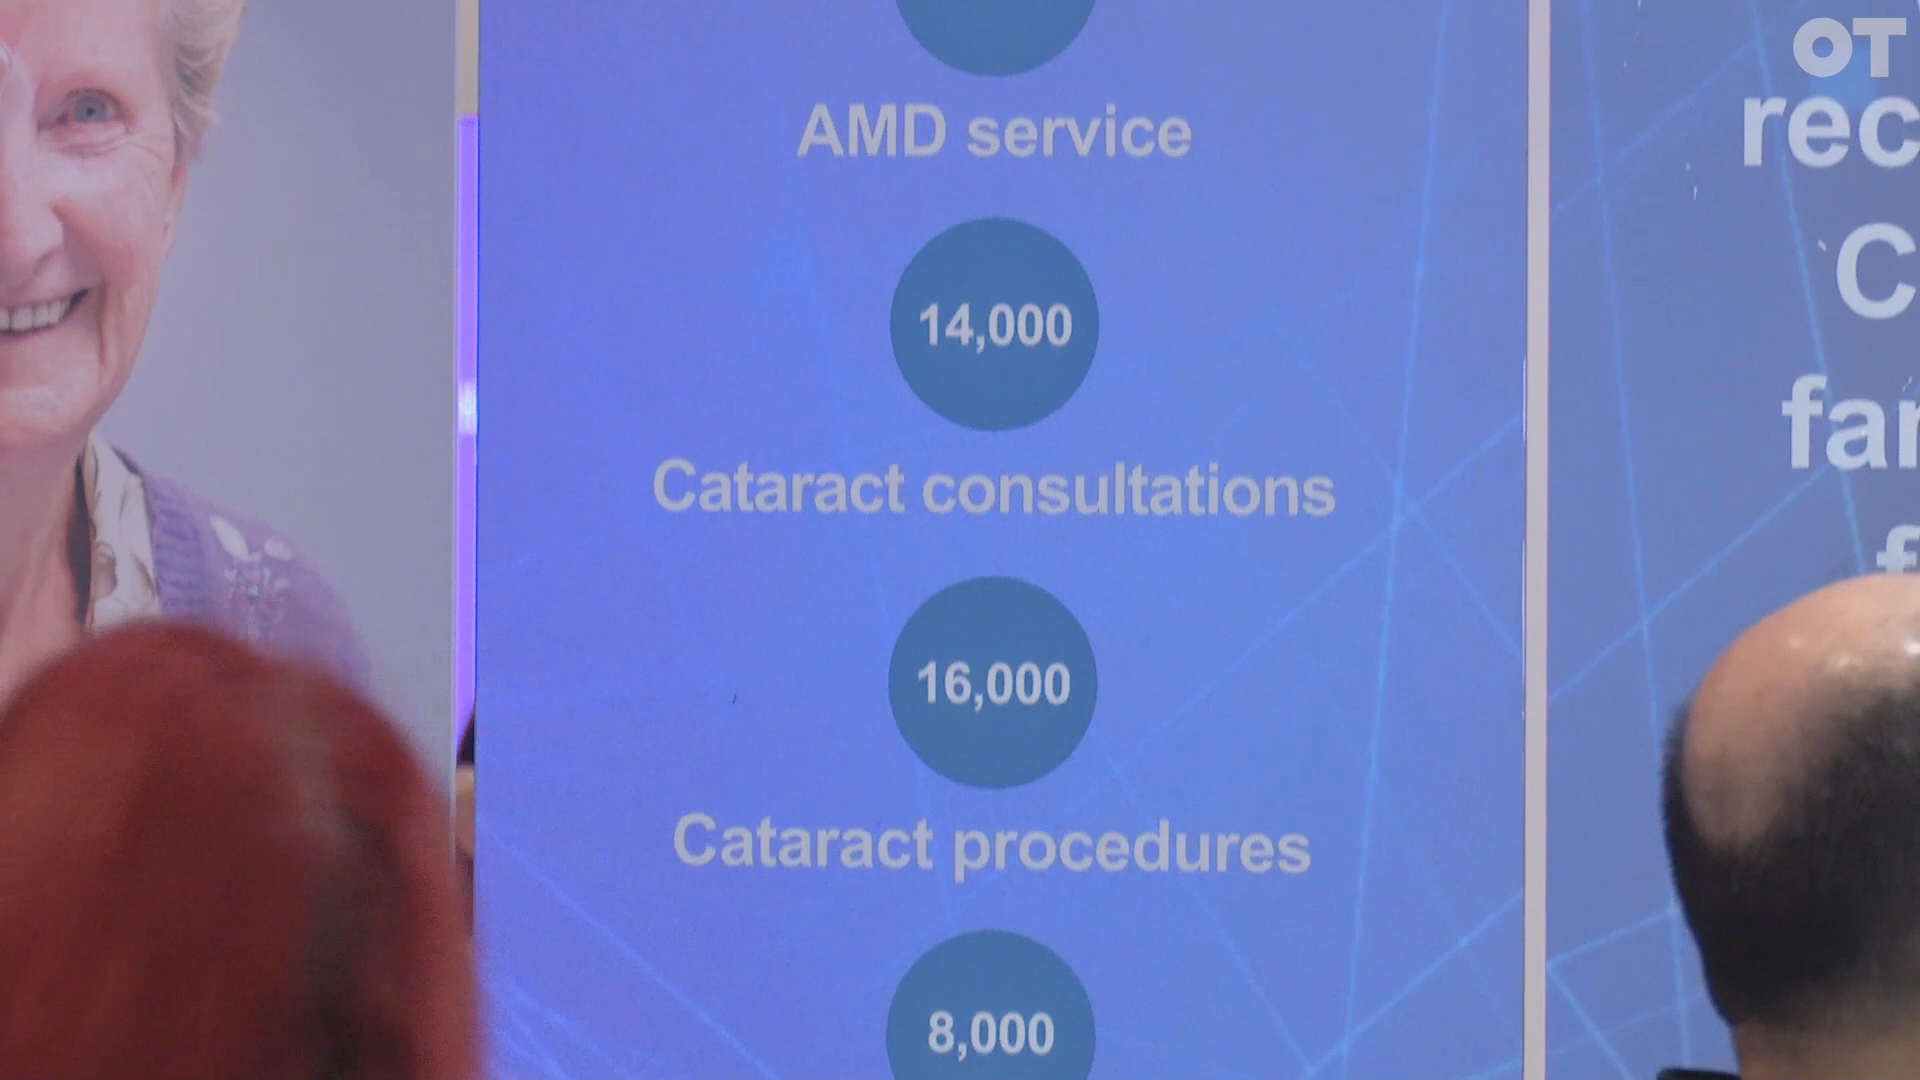 OT
AMD service
14,000
Cataract consultations
16,000
Cataract procedures
8,000